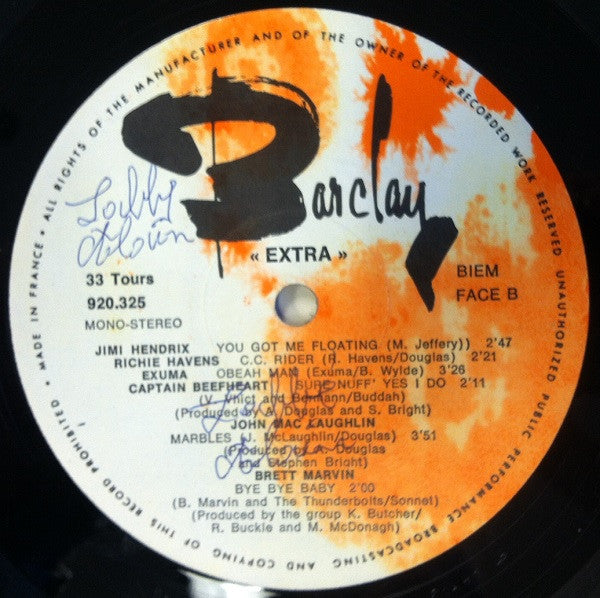 • MADE IN FRANCE • ALL RIGHTS OF THE MANUFACTURER AND OF THE OWNER OF THE RECORDED WORK RESERVED UNAUTHORIZED PUBLIC PERFORMANCE BROADCASTING AND COPYING OF THIS RECORD PROHIBITED
Barclay
« EXTRA »
33 Tours
920.325
MONO-STEREO
BIEM
FACE B
JIMI HENDRIX YOU GOT ME FLOATING (M. Jeffery)) 2'47
RICHIE HAVENS C.C. RIDER (R. Havens/Douglas) 2'21
EXUMA OBEAH MAN (Exuma/B. Wylde) 3'26
CAPTAIN BEEFHEART SURE NUFF' YES I DO 2'11
(V. Vliet and Bermann/Buddah)
(Produced by A. Douglas and S. Bright)
JOHN MAC LAUGHLIN
MARBLES (J. McLaughlin/Douglas) 3'51
(Produced by A. Douglas
and Stephen Bright)
BRETT MARVIN
BYE BYE BABY 2'00
(B. Marvin and The Thunderbolts/Sonnet)
(Produced by the group K. Butcher/
R. Buckle and M. McDonagh)